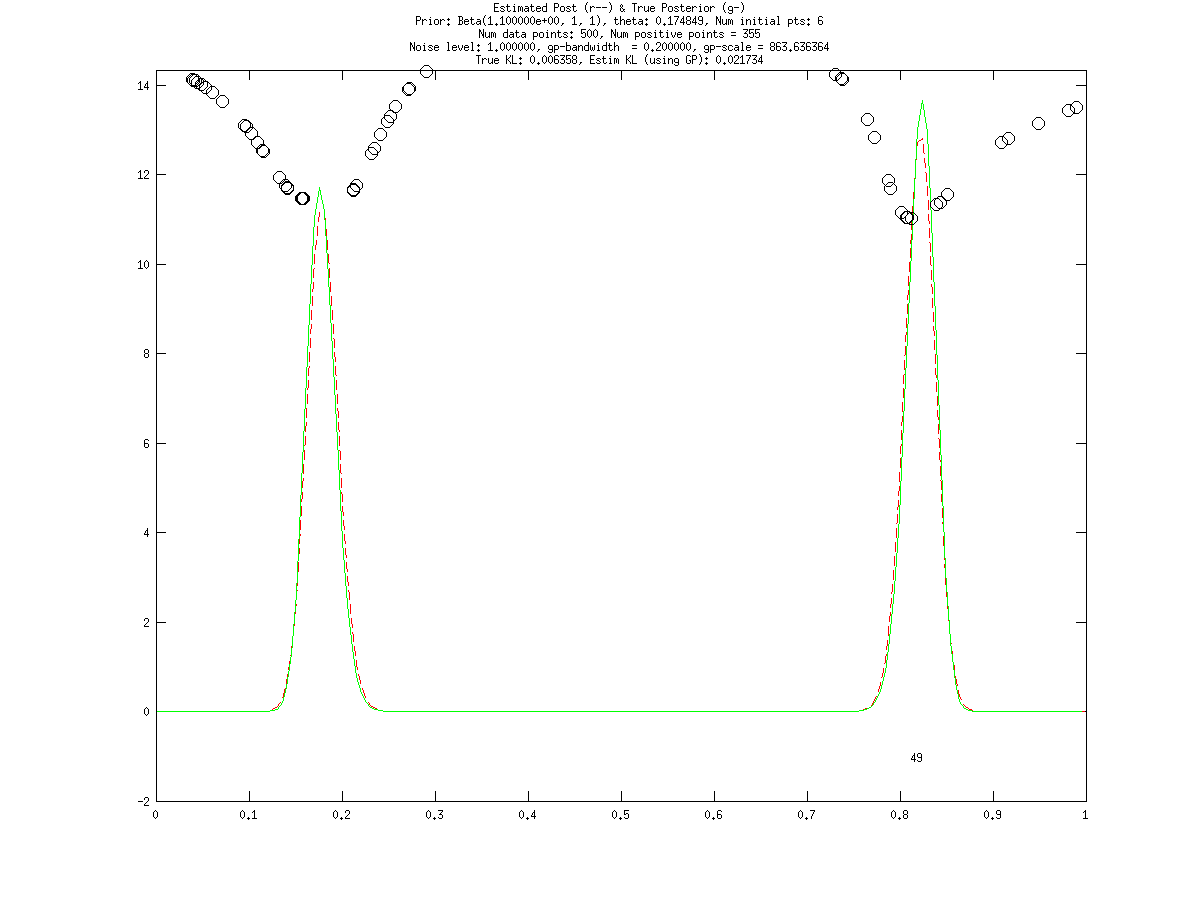 Estimated Post (r--) & True Posterior (g-)
Prior: Beta(1.100000e+00, 1, 1), theta: 0.174849, Num initial pts: 6
Num data points: 500, Num positive points = 355
Noise level: 1.000000, gp-bandwidth  = 0.200000, gp-scale = 863.636364
True KL: 0.006358, Estim KL (using GP): 0.021734
14
12
10
8
6
4
2
0
49
-2
0 0.1 0.2 0.3 0.4 0.5 0.6 0.7 0.8 0.9 1